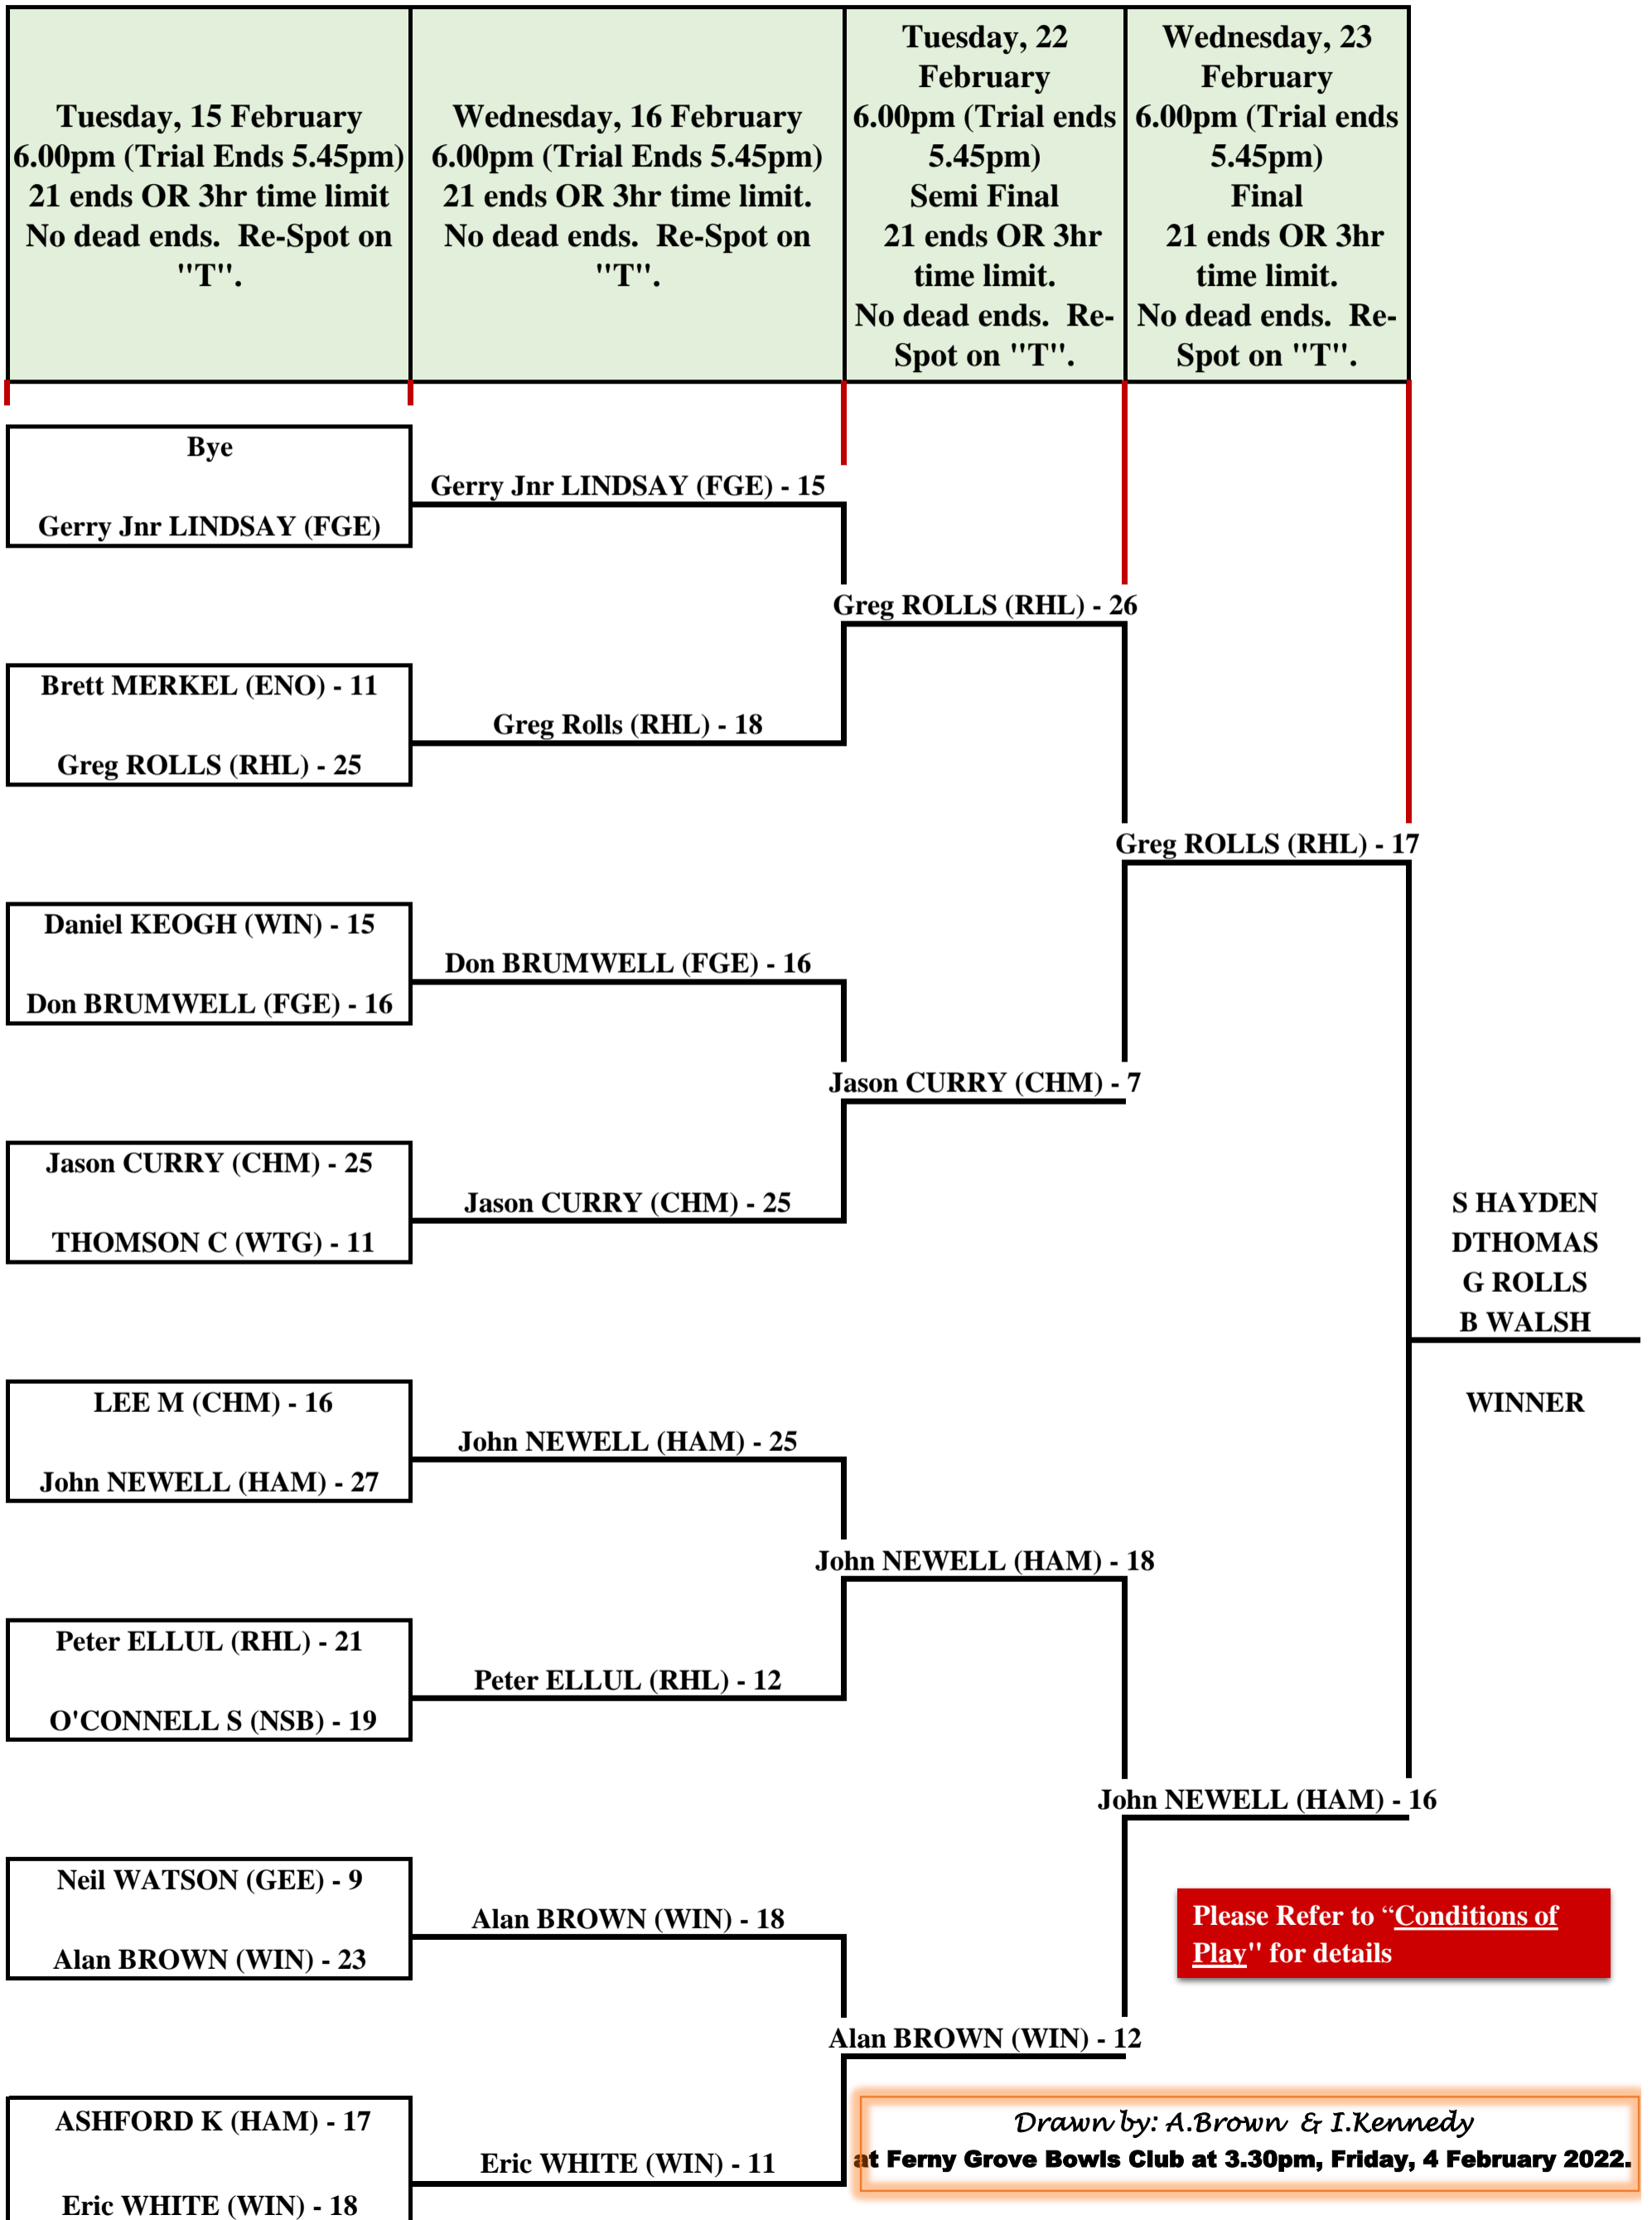 Tuesday, 15 February
6.00pm (Trial Ends 5.45pm)
21 ends OR 3hr time limit
No dead ends.  Re-Spot on
"T".
Wednesday, 16 February
6.00pm (Trial Ends 5.45pm)
21 ends OR 3hr time limit.
No dead ends.  Re-Spot on
"T".
Tuesday, 22
February
6.00pm (Trial ends
5.45pm)
Semi Final
21 ends OR 3hr
time limit.
No dead ends.  Re-
Spot on "T".
Wednesday, 23
February
6.00pm (Trial ends
5.45pm)
Final
21 ends OR 3hr
time limit.
No dead ends.  Re-
Spot on "T".
Bye
Gerry Jnr LINDSAY (FGE)
Brett MERKEL (ENO) - 11
Greg ROLLS (RHL) - 25
Daniel KEOGH (WIN) - 15
Don BRUMWELL (FGE) - 16
Jason CURRY (CHM) - 25
THOMSON C (WTG) - 11
LEE M (CHM) - 16
John NEWELL (HAM) - 27
Peter ELLUL (RHL) - 21
O'CONNELL S (NSB) - 19
Neil WATSON (GEE) - 9
Alan BROWN (WIN) - 23
ASHFORD K (HAM) - 17
Eric WHITE (WIN) - 18
Gerry Jnr LINDSAY (FGE) - 15
Greg Rolls (RHL) - 18
Don BRUMWELL (FGE) - 16
Jason CURRY (CHM) - 25
John NEWELL (HAM) - 25
Peter ELLUL (RHL) - 12
Alan BROWN (WIN) - 18
Eric WHITE (WIN) - 11
Greg ROLLS (RHL) - 26
Jason CURRY (CHM) - 7
John NEWELL (HAM) - 18
Alan BROWN (WIN) - 12
Greg ROLLS (RHL) - 17
John NEWELL (HAM) - 16
S HAYDEN
DTHOMAS
G ROLLS
B WALSH
WINNER
Please Refer to “Conditions of
Play" for details
Drawn by: A.Brown & I.Kennedy
at Ferny Grove Bowls Club at 3.30pm, Friday, 4 February 2022.